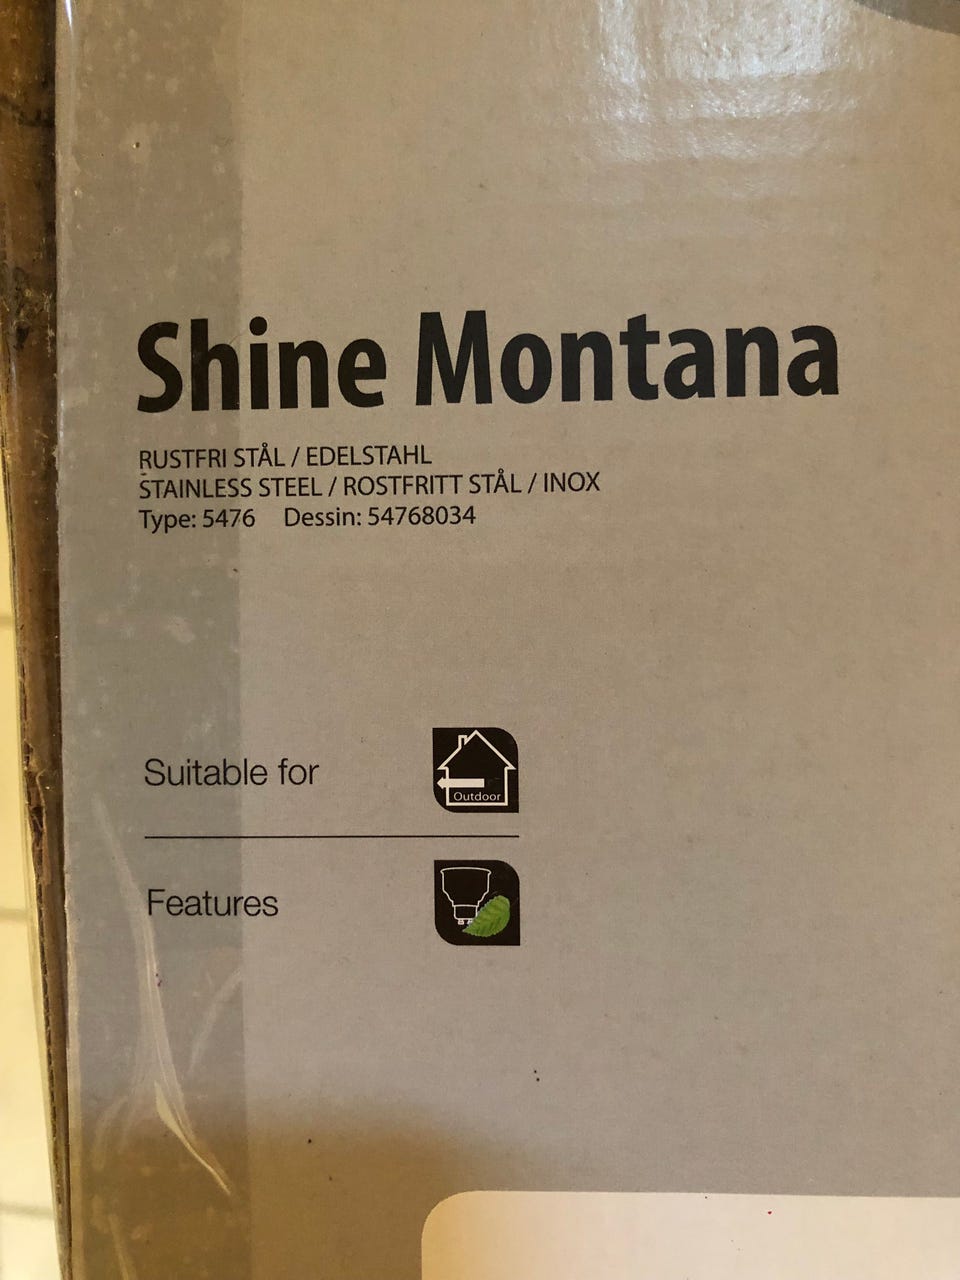 Shine Montana
RUSTFRI STÅL / EDELSTAHL
STAINLESS STEEL / ROSTFRITT STÅL / INOX
Type: 5476 Dessin: 54768034
Suitable for
Outdoor
Features